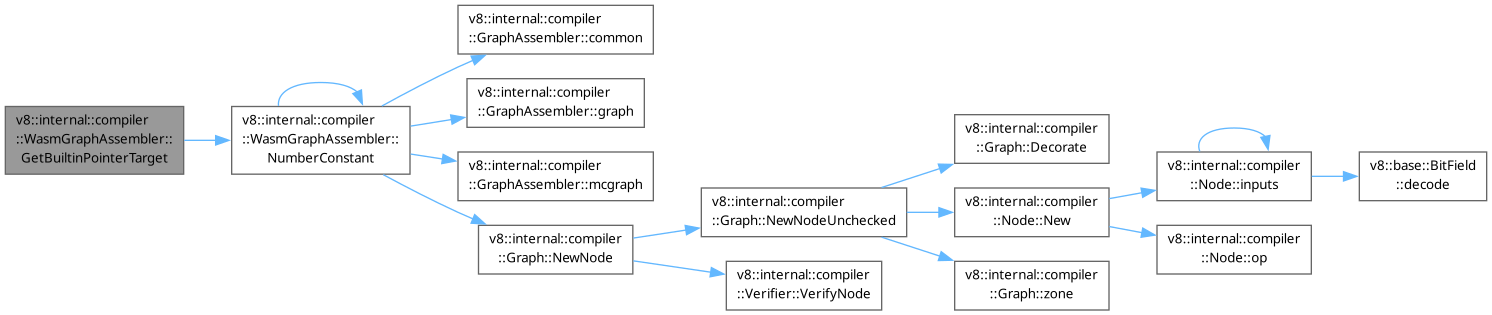 v8::internal::compiler
::WasmGraphAssembler::
GetBuiltinPointerTarget
v8::internal::compiler
::WasmGraphAssembler::
NumberConstant
v8::internal::compiler
::GraphAssembler::common
v8::internal::compiler
::GraphAssembler::graph
v8::internal::compiler
::GraphAssembler::mcgraph
v8::internal::compiler
::Graph::NewNode
v8::internal::compiler
::Graph::NewNodeUnchecked
v8::internal::compiler
::Verifier::VerifyNode
v8::internal::compiler
::Graph::Decorate
v8::internal::compiler
::Node::New
v8::internal::compiler
::Graph::zone
v8::internal::compiler
::Node::inputs
v8::internal::compiler
::Node::op
v8::base::BitField
::decode